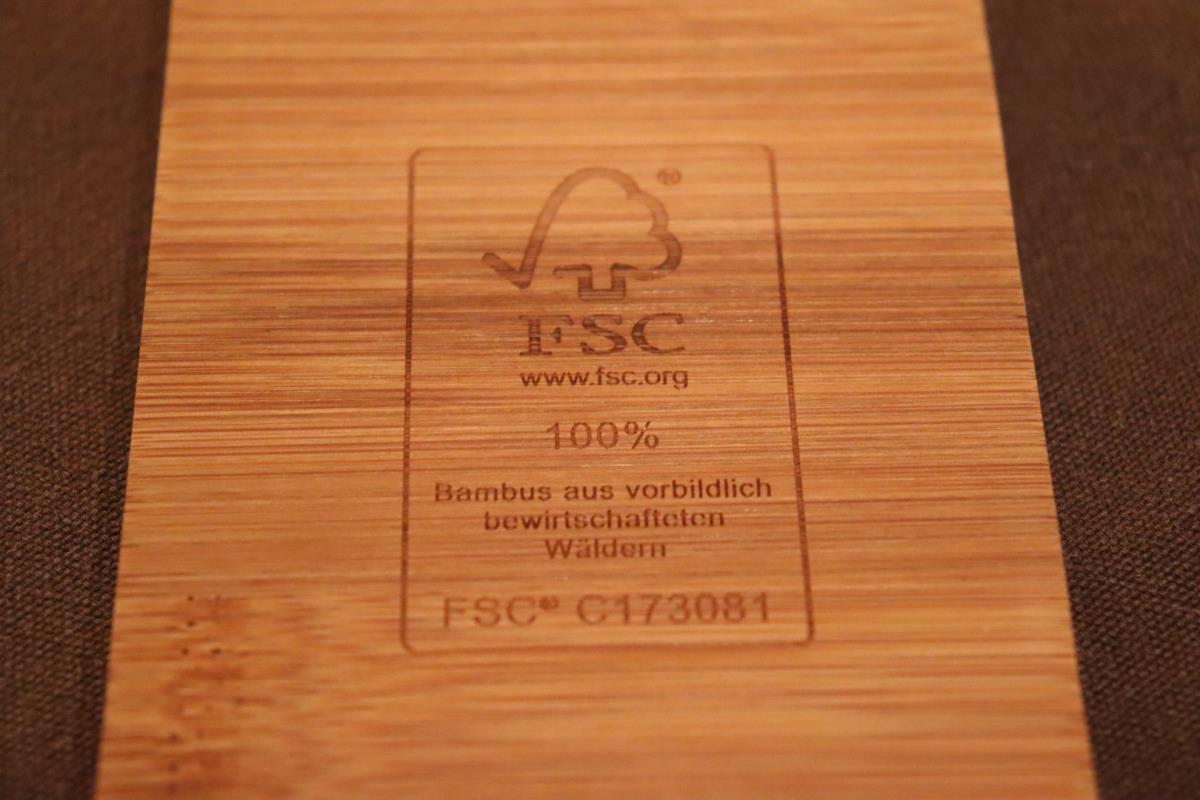 ®
FSC
www.fsc.org
100%
Bambus aus vorbildlich
bewirtschafteten
Wäldern
FSC® C173081